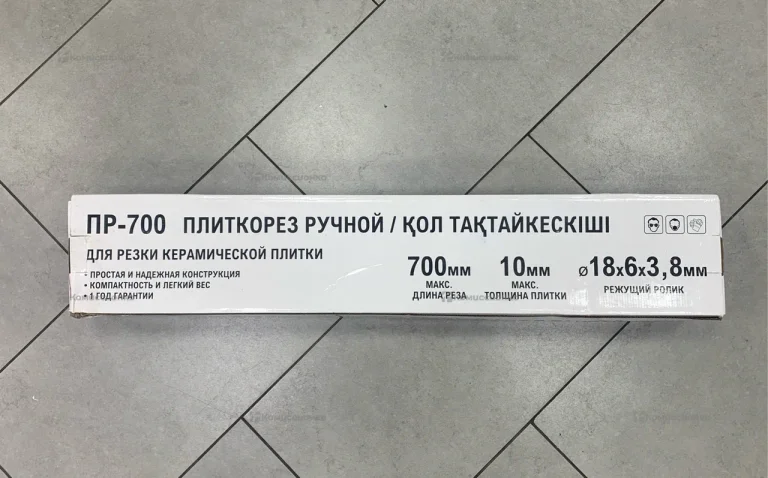 ПР-700 ПЛИТКОРЕЗ РУЧНОЙ / ҚОЛ ТАҚТАЙКЕСКІШІ
ДЛЯ РЕЗКИ КЕРАМИЧЕСКОЙ ПЛИТКИ
- ПРОСТАЯ И НАДЕЖНАЯ КОНСТРУКЦИЯ
• КОМПАКТНОСТЬ И ЛЕГКИЙ ВЕС
• 1 ГОД ГАРАНТИИ
700мм
МАКС.
ДЛИНА РЕЗА
10мм
МАКС.
ТОЛЩИНА ПЛИТКИ
ø18х6х3,8мм
РЕЖУЩИЙ РОЛИК